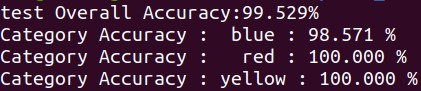 test Overall Accuracy:99.529%
Category Accuracy :  blue : 98.571 %
Category Accuracy :   red : 100.000 %
Category Accuracy : yellow : 100.000 %